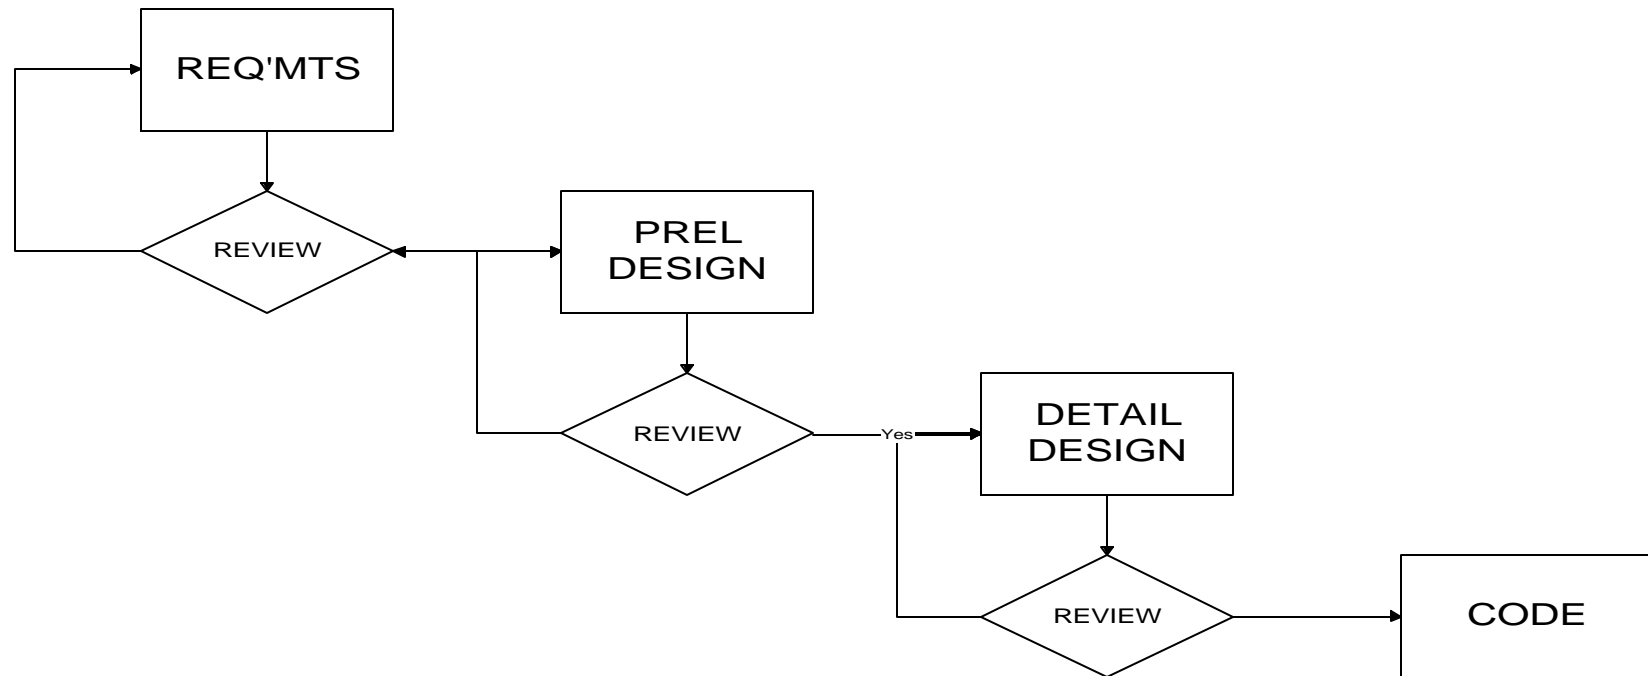 REQ'MTS
REVIEW
PREL
DESIGN
REVIEW
Yes
DETAIL
DESIGN
REVIEW
CODE